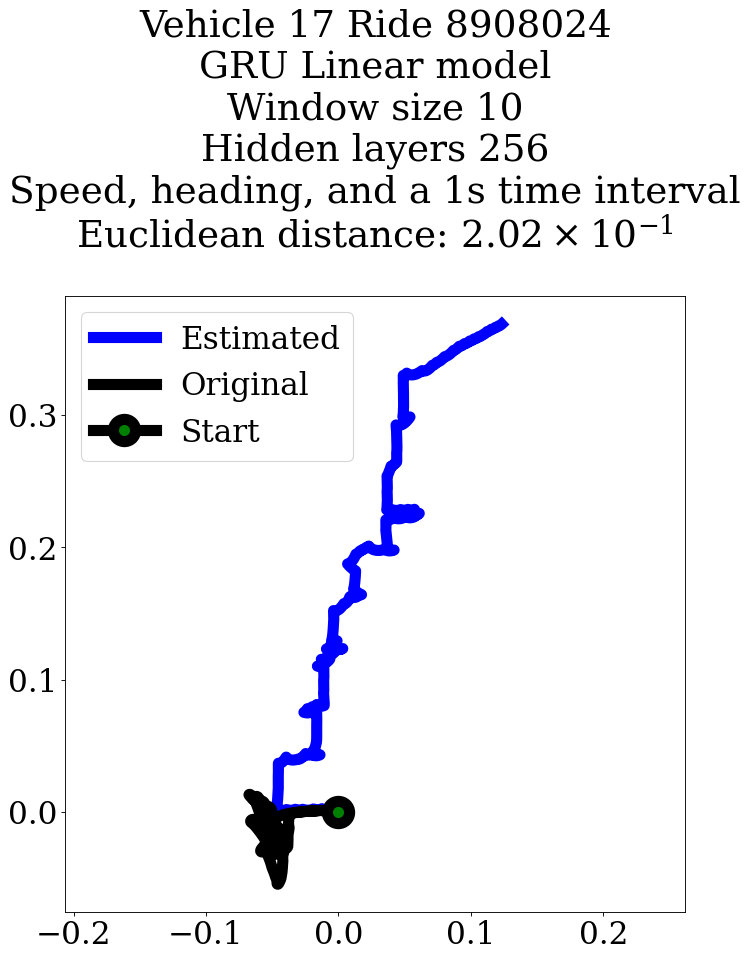 Vehicle 17 Ride 8908024
GRU Linear model
Window size 10
Hidden layers 256
Speed, heading, and a 1s time interval
Euclidean distance: 2.02 × 10⁻¹
Estimated
Original
Start
0.3
0.2
0.1
0.0
−0.2 −0.1 0.0 0.1 0.2